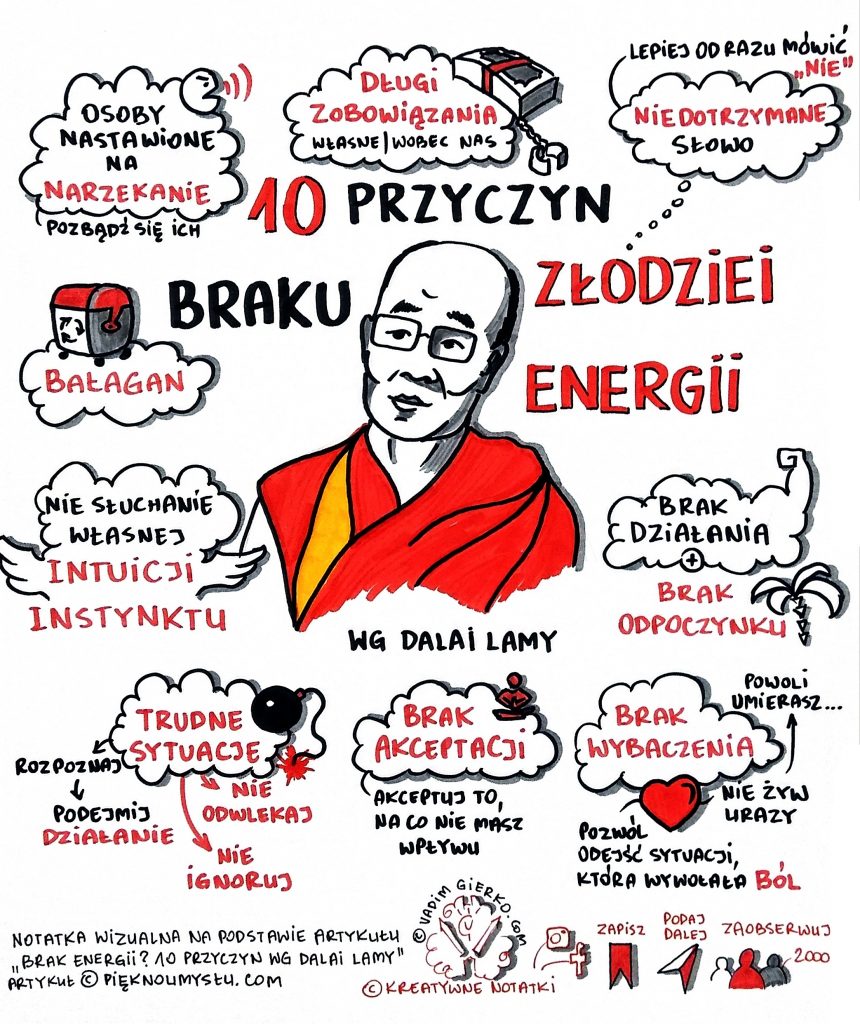 OSOBY
NASTAWIONE
NA
NARZEKANIE
POZBĄDŹ SIĘ ICH
DŁUGI
ZOBOWIĄZANIA
WŁASNE|WOBEC NAS
LEPIEJ OD RAZU MÓWIĆ
„NIE”
NIEDOTRZYMANE
SŁOWO
10 PRZYCZYN
BRAKU
ZŁODZIEI
ENERGII
BAŁAGAN
NIE SŁUCHANIE
WŁASNEJ
INTUICJI
INSTYNKTU
BRAK
DZIAŁANIA
+
BRAK
ODPOCZYNKU
WG DALAI LAMY
TRUDNE
SYTUACJE
ROZPOZNAJ
PODEJMIJ
DZIAŁANIE
NIE
ODWLEKAJ
NIE
IGNORUJ
BRAK
AKCEPTACJI
AKCEPTUJ TO,
NA CO NIE MASZ
WPŁYWU
BRAK
WYBACZENIA
POWOLI
UMIERASZ...
NIE ŻYW
URAZY
POZWÓL
ODEJŚĆ SYTUACJI,
KTÓRA WYWOŁAŁA BÓL
NOTATKA WIZUALNA NA PODSTAWIE ARTYKUŁU
„BRAK ENERGII? 10 PRZYCZYN WG DALAI LAMY”
ARTYKUŁ © PIĘKNOUMYSŁU.COM
© VADIM GIERKO.COM
© KREATYWNE NOTATKI
ZAPISZ
PODAJ
DALEJ
ZAOBSERWUJ
2000